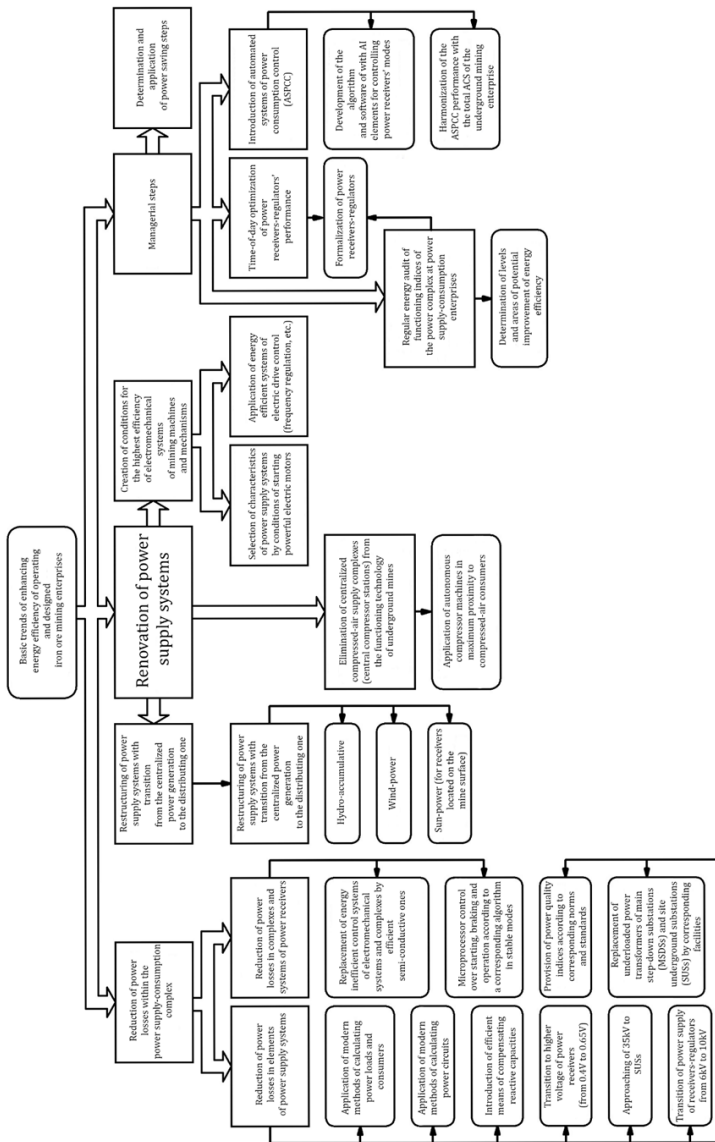 Basic trends of enhancing
energy efficiency of operating
and designed
iron ore mining enterprises
Reduction of power
losses within the
power supply-consumption
complex
Renovation of power
supply systems
Managerial steps
Restructuring of power
supply systems with
transition
from the centralized
power generation
to the distributing one
Creation of conditions for
the highest efficiency
of electromechanical
systems
of mining machines
and mechanisms
Determination and
application
of power saving steps
Reduction of power
losses in elements
of power supply systems
Reduction of power
losses in complexes and
systems of power receivers
Restructuring of power
supply systems with
transition from the
centralized power
generation
to the distributing one
Selection of characteristics
of power supply systems
by conditions of starting
powerful electric motors
Application of energy
efficient systems of
electric drive control
(frequency regulation, etc.)
Time-of-day optimization
of power
receivers-regulators'
performance
Introduction of automated
systems of power
consumption control
(ASPCC)
Application of modern
methods of calculating
power loads and
consumers
Application of modern
methods of calculating
power circuits
Introduction of efficient
means of compensating
reactive capacities
Transition to higher
voltage of power
receivers
(from 0.4V to 0.65V)
Approaching of 35kV to
SUSs
Transition of power supply
of receivers-regulators
from 6kV to 10kV
Replacement of energy
inefficient control systems
of electromechanical
systems and complexes by
efficient
semi-conductive ones
Microprocessor control
over starting, braking and
operation according to
a corresponding algorithm
in stable modes
Provision of power quality
indices according to
corresponding norms
and standards
Replacement of
underloaded power
transformers of main
step-down substations
(MSDs) and site
underground substations
(SUSs) by corresponding
facilities
Hydro-accumulative
Wind-power
Sun-power (for receivers
located on the
mine surface)
Elimination of centralized
compressed-air supply complexes
(central compressor stations) from
the functioning technology
of underground mines
Application of autonomous
compressor machines in
maximum proximity to
compressed-air consumers
Formalization of power
receivers-regulators
Regular energy audit of
functioning indices of
the power complex at power
supply-consumption
enterprises
Determination of levels
and areas of potential
improvement of energy
efficiency
Development of the
algorithm
and software of with AI
elements for controlling
power receivers' modes
Harmonization of the
ASPCC performance with
the total ACS of the
underground mining
enterprise